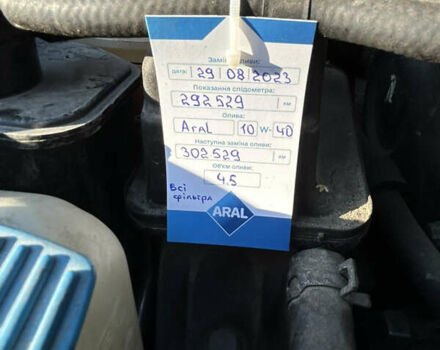 Заміна оливи:
ДАТА: 29 08 2023
Показання спідометра:
292529 км
Олива:
Aral 10 W- 40
Наступна заміна оливи:
302529 км
Об'єм оливи:
4.5
Всі
фільтра
ARAL